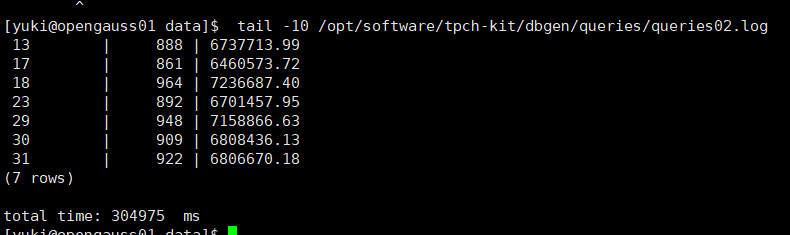 ^
[yuki@opengauss01 data]$  tail -10 /opt/software/tpch-kit/dbgen/queries/queries02.log
 13        |     888 | 6737713.99
 17        |     861 | 6460573.72
 18        |     964 | 7236687.40
 23        |     892 | 6701457.95
 29        |     948 | 7158866.63
 30        |     909 | 6808436.13
 31        |     922 | 6806670.18
(7 rows)
total time: 304975  ms
[yuki@opengauss01 data]$